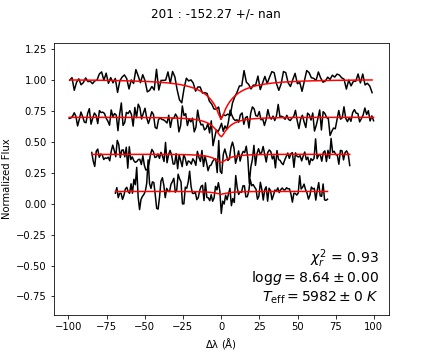 201 : -152.27 +/- nan
1.25
1.00
0.75
0.50
0.25
0.00
−0.25
−0.50
−0.75
Normalized Flux
χ²ᵣ = 0.93
logg = 8.64 ± 0.00
T_eff = 5982 ± 0 K
−100 −75 −50 −25 0 25 50 75 100
Δλ (Å)